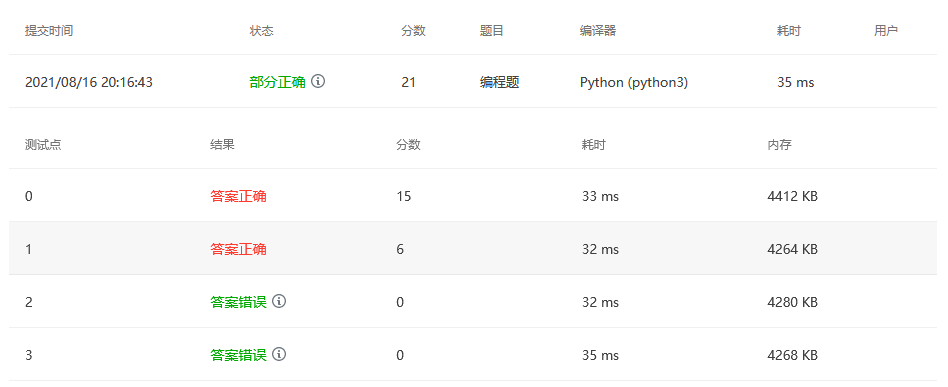 提交时间 状态 分数 题目 编译器 耗时 用户
2021/08/16 20:16:43 部分正确 21 编程题 Python (python3) 35 ms
测试点 结果 分数 耗时 内存
0 答案正确 15 33 ms 4412 KB
1 答案正确 6 32 ms 4264 KB
2 答案错误 0 32 ms 4280 KB
3 答案错误 0 35 ms 4268 KB